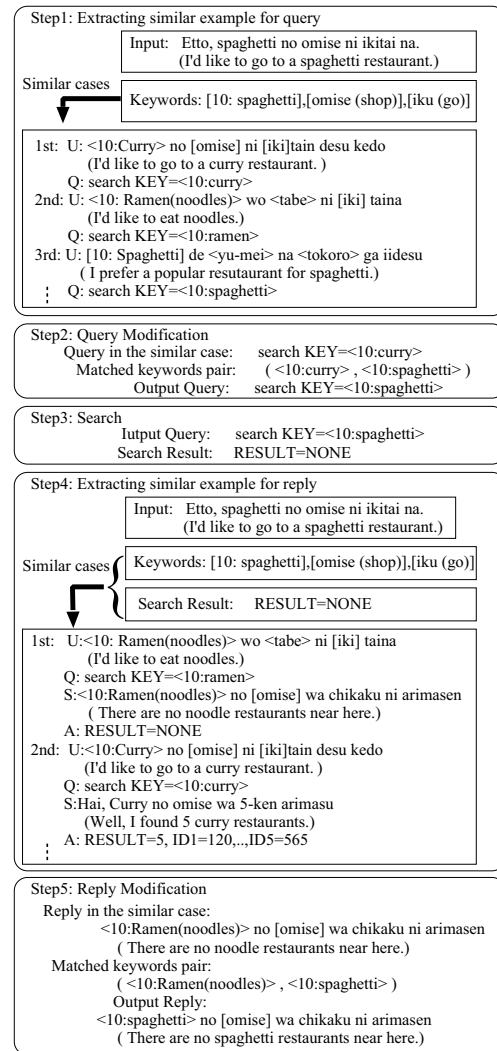 Step1: Extracting similar example for query
Input: Etto, spaghetti no omise ni ikitai na.
(I'd like to go to a spaghetti restaurant.)
Similar cases
Keywords: [10: spaghetti],[omise (shop)],[iku (go)]
1st: U: <10:Curry> no [omise] ni [iki]tain desu kedo
(I'd like to go to a curry restaurant. )
Q: search KEY=<10:curry>
2nd: U: <10: Ramen(noodles)> wo <tabe> ni [iki] taina
(I'd like to eat noodles.)
Q: search KEY=<10:ramen>
3rd: U: [10: Spaghetti] de <yu-mei> na <tokoro> ga iidesu
( I prefer a popular resutaurant for spaghetti.)
Q: search KEY=<10:spaghetti>
Step2: Query Modification
Query in the similar case: search KEY=<10:curry>
Matched keywords pair: ( <10:curry> , <10:spaghetti> )
Output Query: search KEY=<10:spaghetti>
Step3: Search
Iutput Query: search KEY=<10:spaghetti>
Search Result: RESULT=NONE
Step4: Extracting similar example for reply
Input: Etto, spaghetti no omise ni ikitai na.
(I'd like to go to a spaghetti restaurant.)
Similar cases
Keywords: [10: spaghetti],[omise (shop)],[iku (go)]
Search Result: RESULT=NONE
1st: U:<10: Ramen(noodles)> wo <tabe> ni [iki] taina
(I'd like to eat noodles.)
Q: search KEY=<10:ramen>
S:<10:Ramen(noodles)> no [omise] wa chikaku ni arimasen
( There are no noodle restaurants near here.)
A: RESULT=NONE
2nd: U:<10:Curry> no [omise] ni [iki]tain desu kedo
(I'd like to go to a curry restaurant. )
Q: search KEY=<10:curry>
S:Hai, Curry no omise wa 5-ken arimasu
(Well, I found 5 curry restaurants.)
A: RESULT=5, ID1=120,..,ID5=565
Step5: Reply Modification
Reply in the similar case:
<10:Ramen(noodles)> no [omise] wa chikaku ni arimasen
( There are no noodle restaurants near here.)
Matched keywords pair:
( <10:Ramen(noodles)> , <10:spaghetti> )
Output Reply:
<10:spaghetti> no [omise] wa chikaku ni arimasen
( There are no spaghetti restaurants near here.)